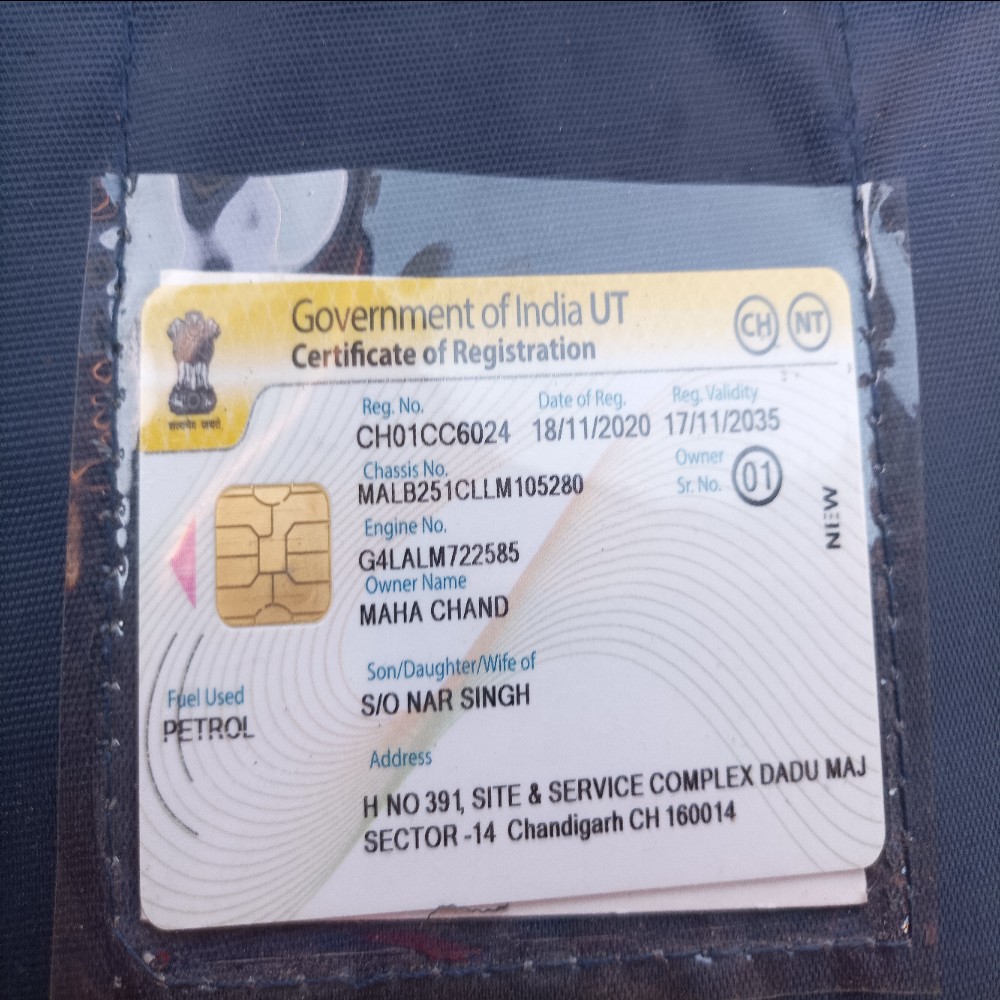 Government of India UT
CH NT
Certificate of Registration
सत्यमेव जयते
Reg. No. Date of Reg. Reg. Validity
CH01CC6024 18/11/2020 17/11/2035
Chassis No.
MALB251CLLM105280
Owner
Sr. No. 01
NEW
Engine No.
G4LALM722585
Owner Name
MAHA CHAND
Son/Daughter/Wife of
S/O NAR SINGH
Fuel Used
PETROL
Address
H NO 391, SITE & SERVICE COMPLEX DADU MAJ
SECTOR -14 Chandigarh CH 160014